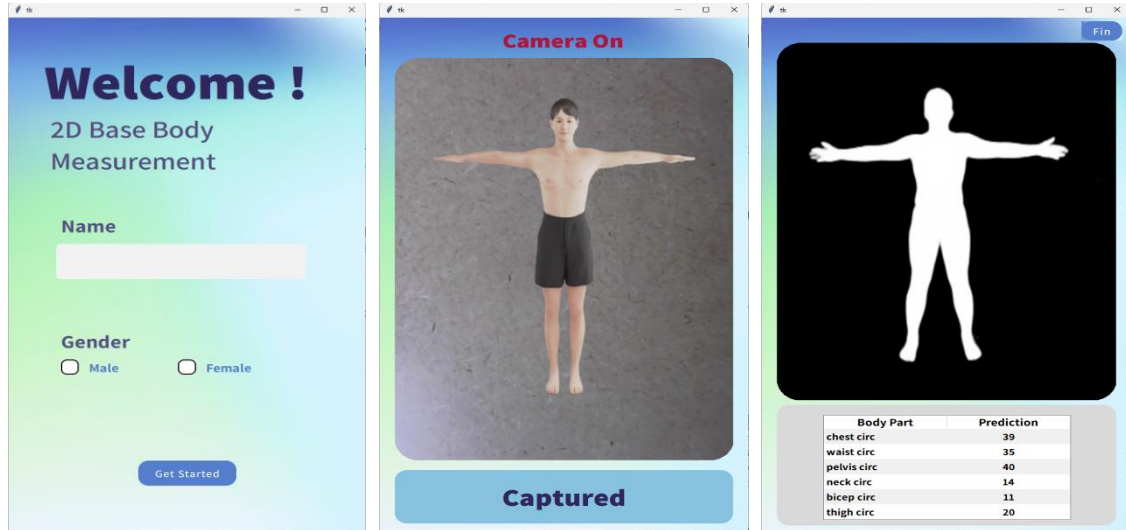 tk
Welcome !
2D Base Body
Measurement
Name
Gender
Male Female
Get Started
tk
Camera On
Captured
tk
Fin
Body Part Prediction
chest circ 39
waist circ 35
pelvis circ 40
neck circ 14
bicep circ 11
thigh circ 20